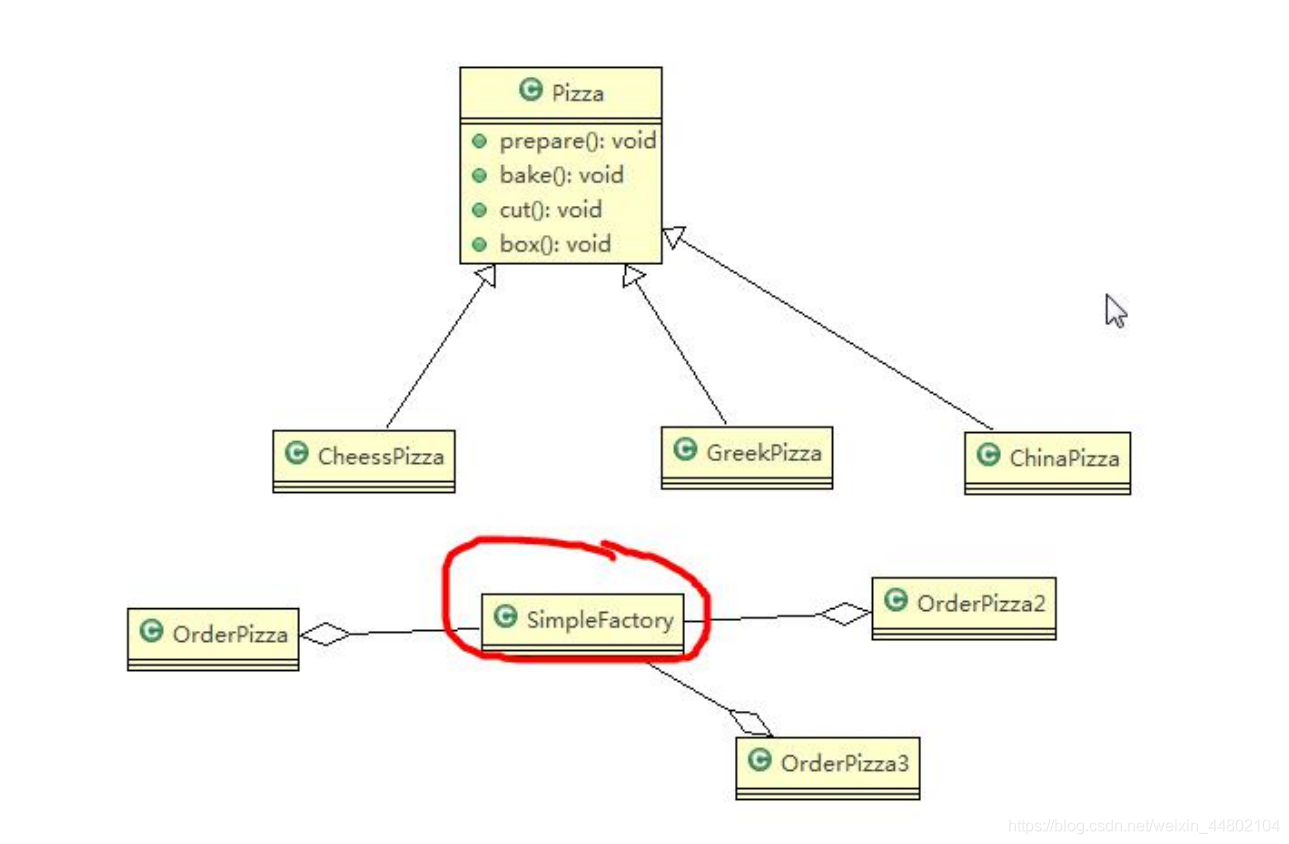 Pizza
prepare(): void
bake(): void
cut(): void
box(): void
CheessPizza
GreekPizza
ChinaPizza
OrderPizza
SimpleFactory
OrderPizza2
OrderPizza3
https://blog.csdn.net/weixin_44802104